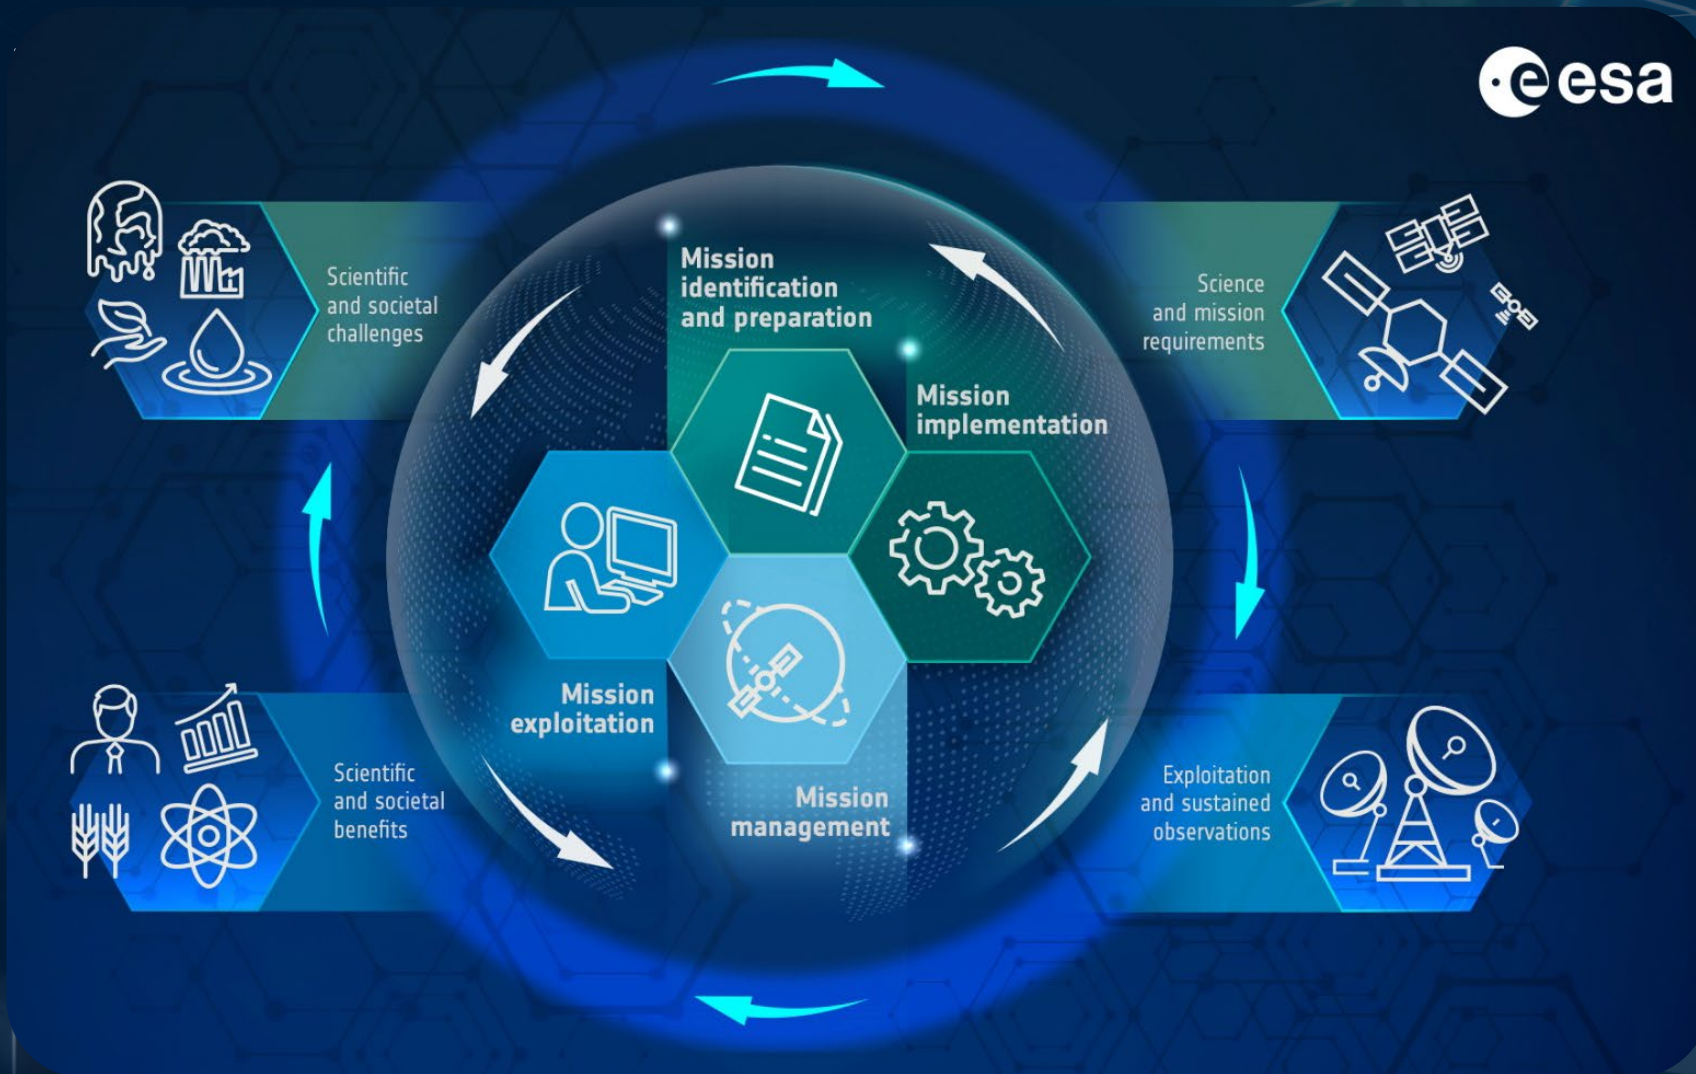 esa
Scientific
and societal
challenges
Mission
identification
and preparation
Mission
implementation
Science
and mission
requirements
Mission
exploitation
Mission
management
Scientific
and societal
benefits
Exploitation
and sustained
observations